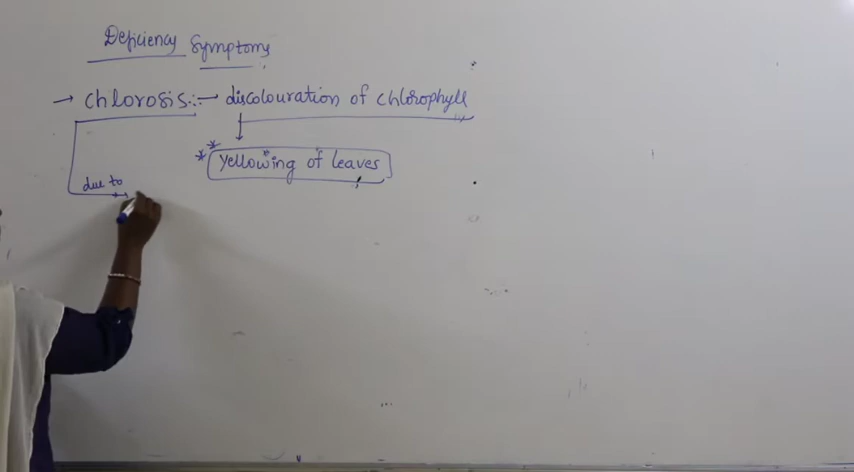 Deficiency Symptoms
→ chlorosis :- → discolouration of chlorophyll
** yellowing of leaves
due to